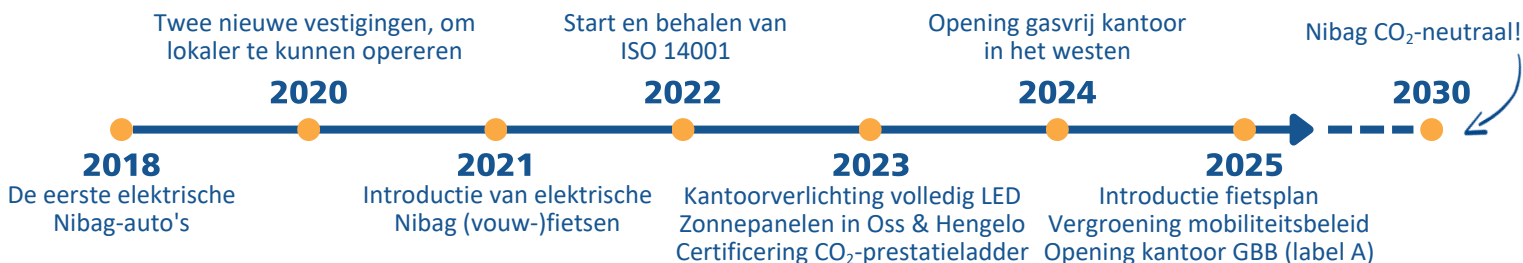 Twee nieuwe vestigingen, om
lokaler te kunnen opereren
Start en behalen van
ISO 14001
Opening gasvrij kantoor
in het westen
Nibag CO₂-neutraal!
2020
2022
2024
2030
2018
De eerste elektrische
Nibag-auto's
2021
Introductie van elektrische
Nibag (vouw-)fietsen
2023
Kantoorverlichting volledig LED
Zonnepanelen in Oss & Hengelo
Certificering CO₂-prestatieladder
2025
Introductie fietsplan
Vergroening mobiliteitsbeleid
Opening kantoor GBB (label A)